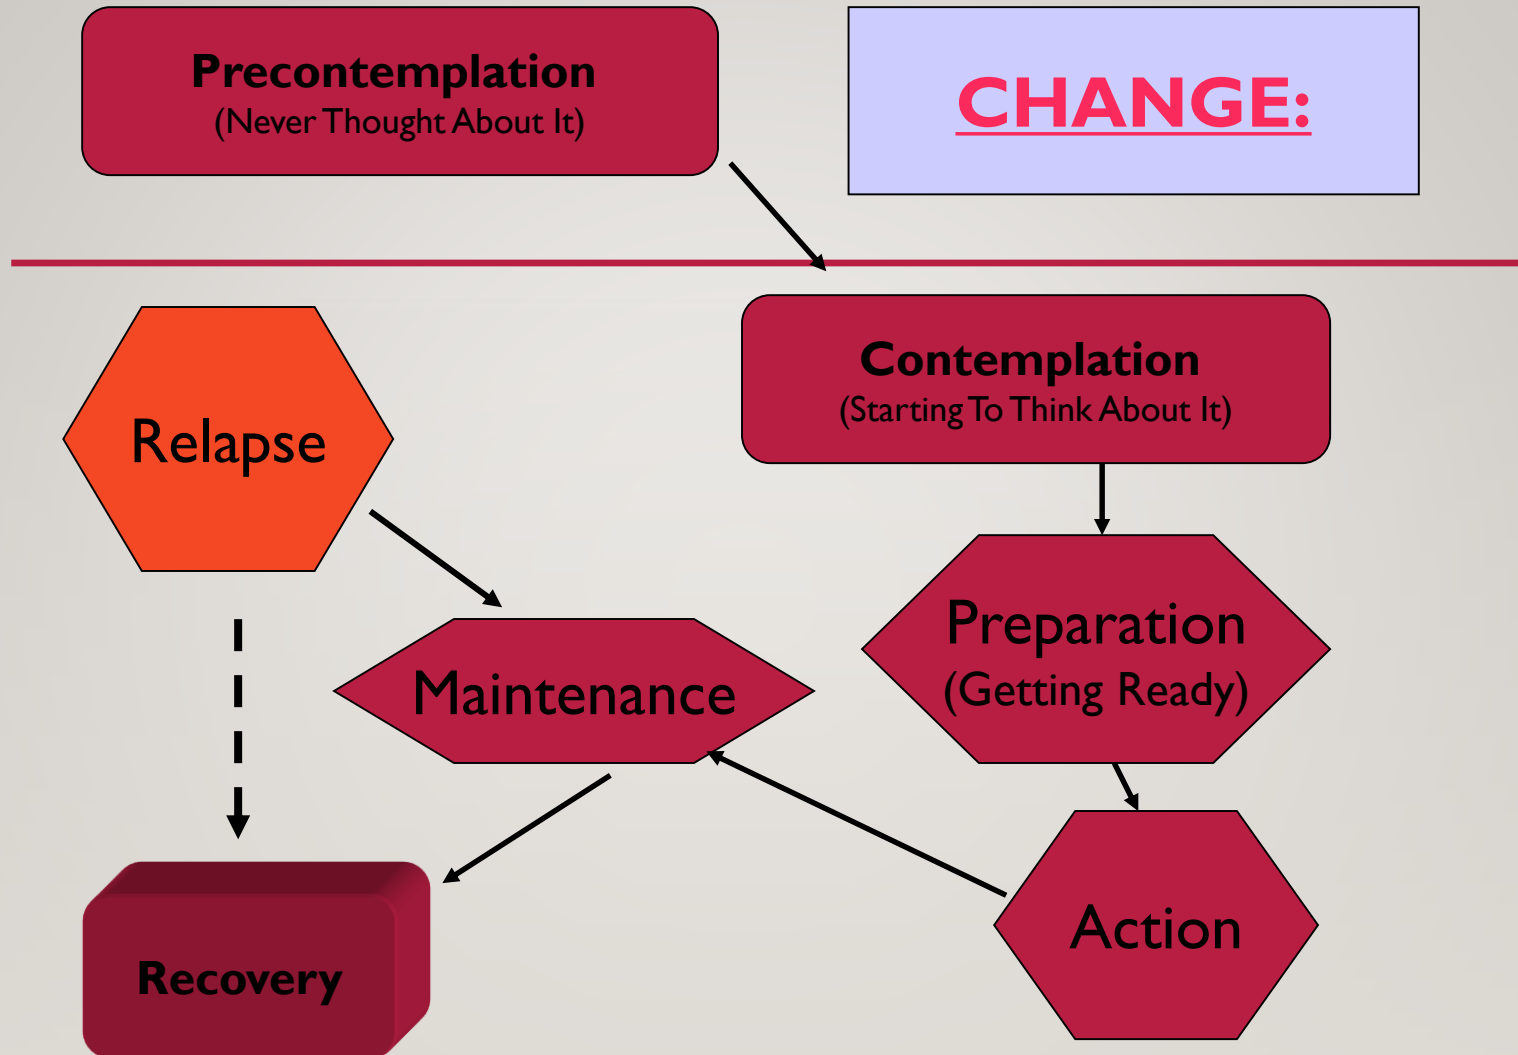 Precontemplation
(Never Thought About It)
CHANGE:
Contemplation
(Starting To Think About It)
Relapse
Preparation
(Getting Ready)
Maintenance
Action
Recovery